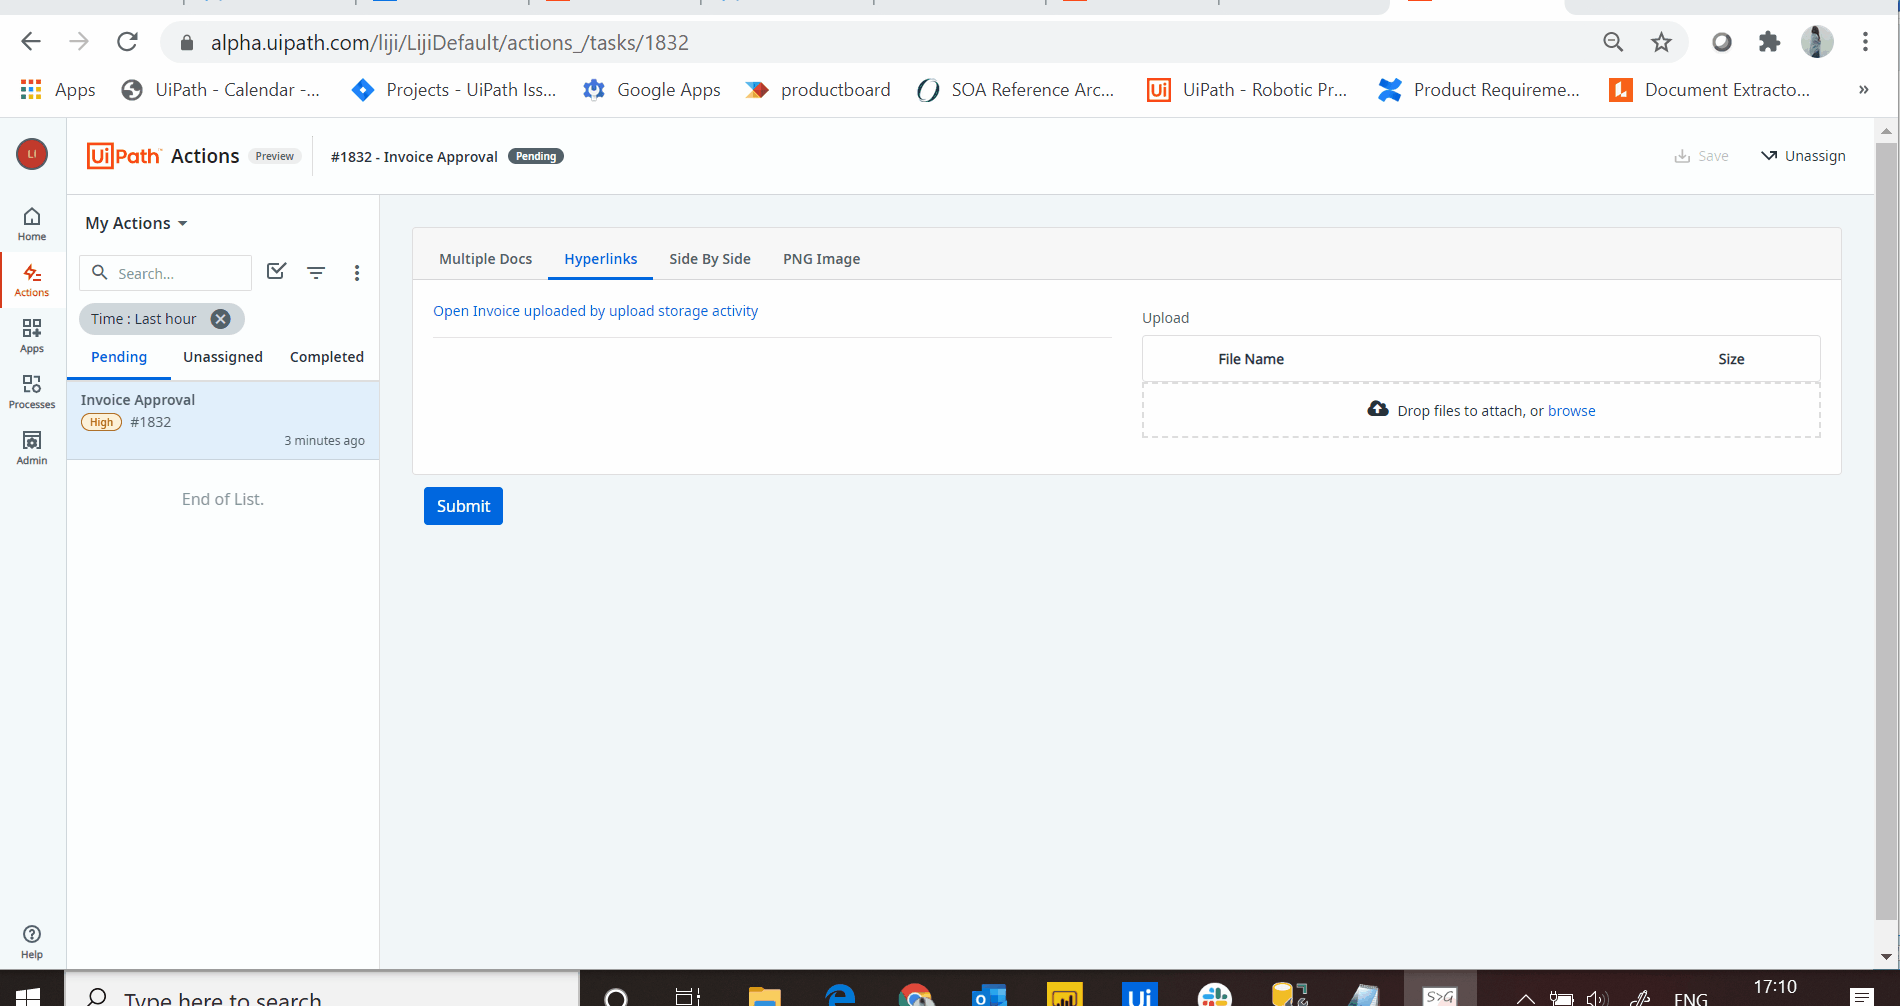 alpha.uipath.com/liji/LijiDefault/actions_/tasks/1832
Apps
UiPath - Calendar -...
Projects - UiPath Iss...
Google Apps
productboard
SOA Reference Arc...
UiPath - Robotic Pr...
Product Requireme...
Document Extracto...
»
LI
UiPath™ Actions Preview
#1832 - Invoice Approval Pending
Save
Unassign
Home
Actions
Apps
Processes
Admin
Help
My Actions
Search...
Time : Last hour
Pending Unassigned Completed
Invoice Approval
High #1832
3 minutes ago
End of List.
Multiple Docs Hyperlinks Side By Side PNG Image
Open Invoice uploaded by upload storage activity
Upload
File Name Size
Drop files to attach, or browse
Submit
Type here to search
Ui
S>G
ENG
17:10